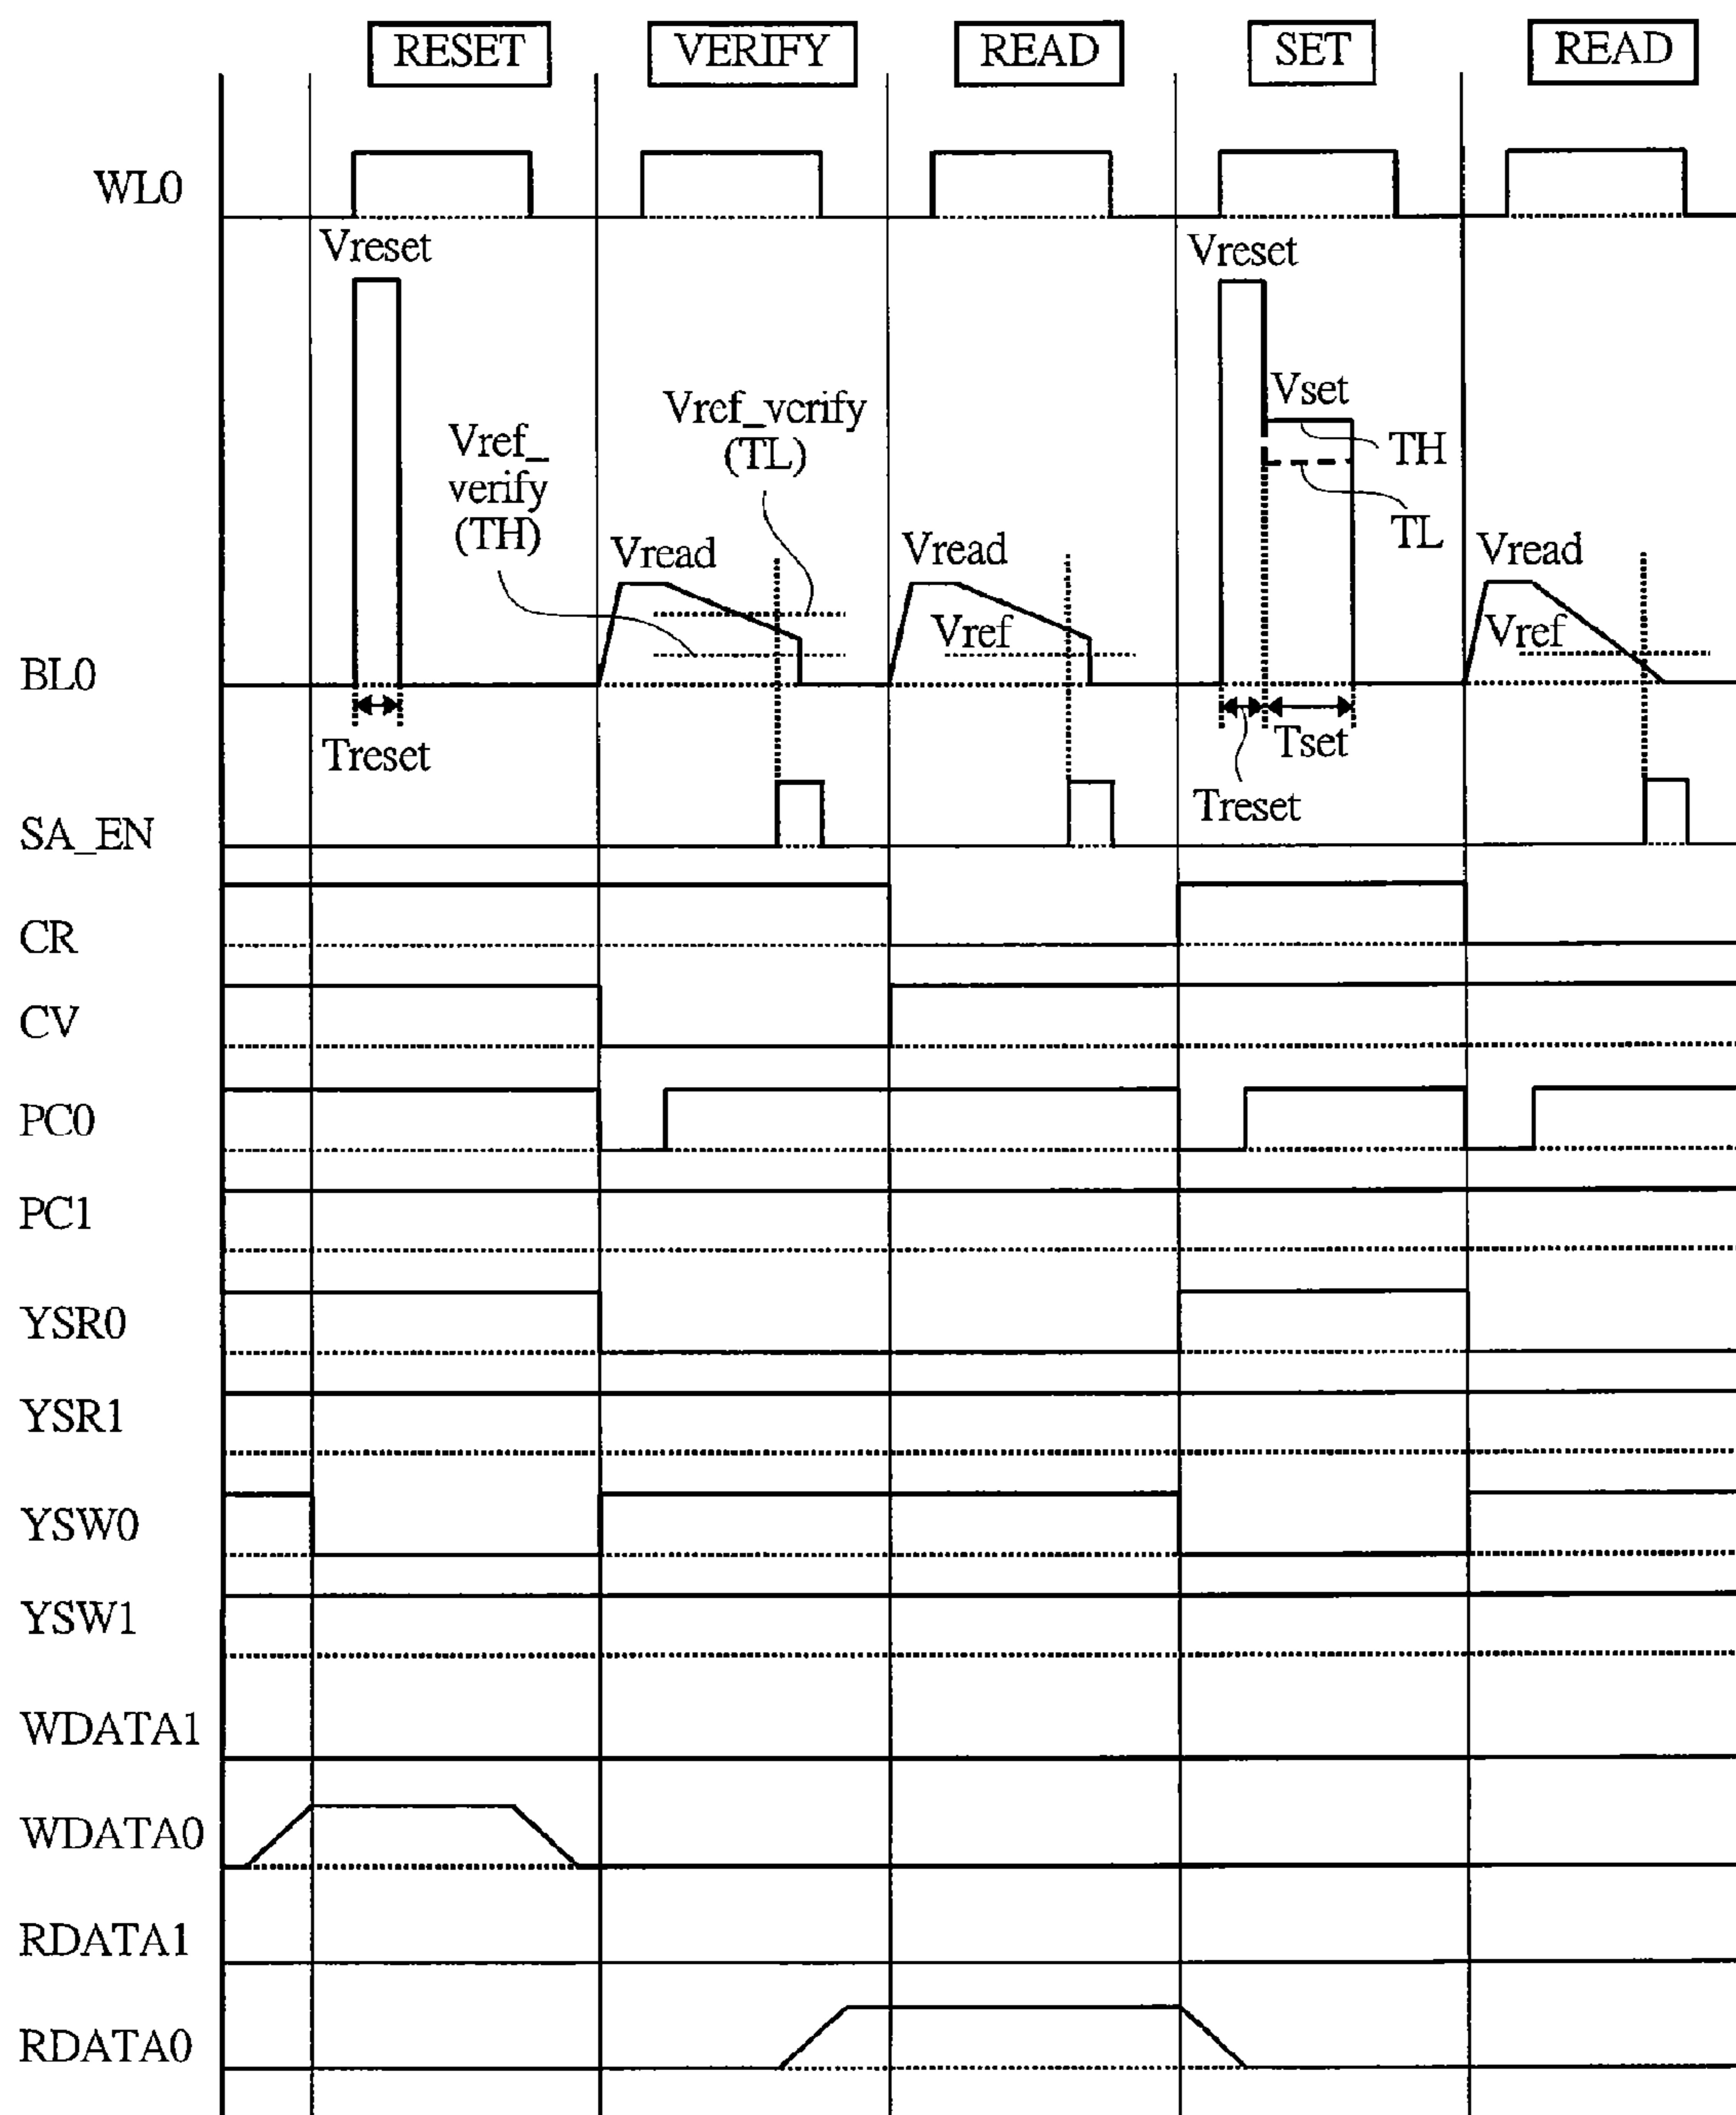 RESET VERIFY READ SET READ
WL0
Vreset Vreset
Vset
Vref_verify
(TL)
Vref_
verify
(TH)
TH
TL
Vread Vread Vread
Vref Vref
BL0
Treset Tset
Treset
SA_EN
CR
CV
PC0
PC1
YSR0
YSR1
YSW0
YSW1
WDATA1
WDATA0
RDATA1
RDATA0